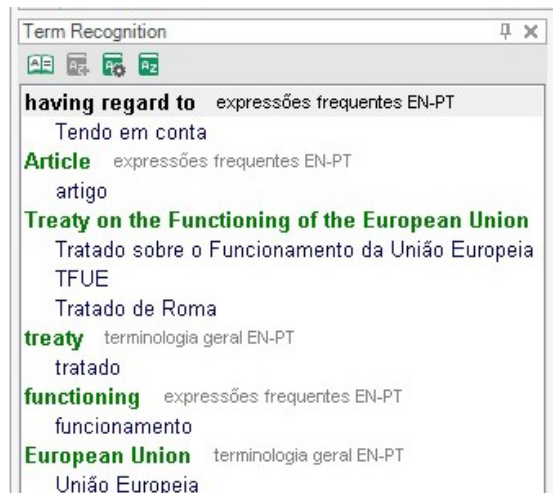 Term Recognition
having regard to expressões frequentes EN-PT
Tendo em conta
Article expressões frequentes EN-PT
artigo
Treaty on the Functioning of the European Union
Tratado sobre o Funcionamento da União Europeia
TFUE
Tratado de Roma
treaty terminologia geral EN-PT
tratado
functioning expressões frequentes EN-PT
funcionamento
European Union terminologia geral EN-PT
União Europeia